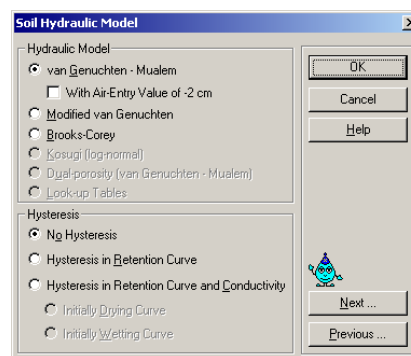 Soil Hydraulic Model
Hydraulic Model
van Genuchten - Mualem
With Air-Entry Value of -2 cm
Modified van Genuchten
Brooks-Corey
Kosugi (log-normal)
Dual-porosity (van Genuchten - Mualem)
Look-up Tables
Hysteresis
No Hysteresis
Hysteresis in Retention Curve
Hysteresis in Retention Curve and Conductivity
Initially Drying Curve
Initially Wetting Curve
OK
Cancel
Help
Next ...
Previous ...